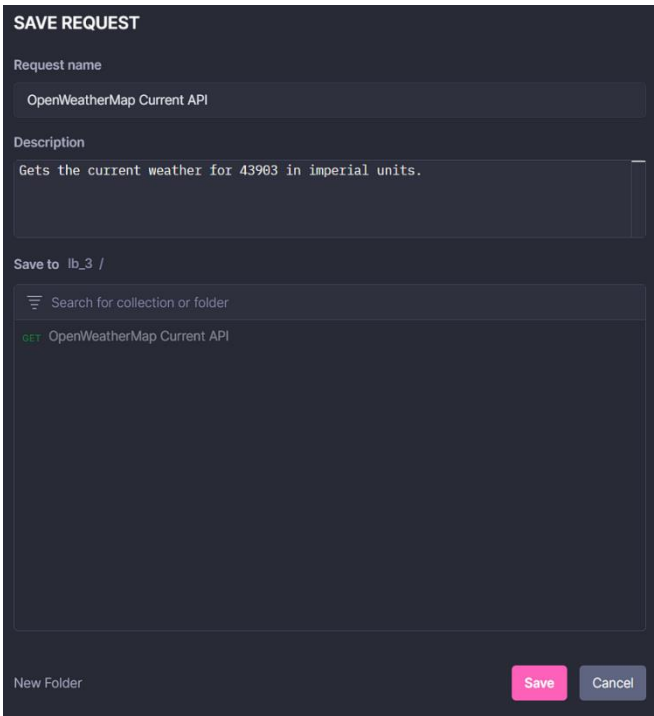 SAVE REQUEST
Request name
OpenWeatherMap Current API
Description
Gets the current weather for 43903 in imperial units.
Save to lb_3 /
Search for collection or folder
GET OpenWeatherMap Current API
New Folder
Save
Cancel